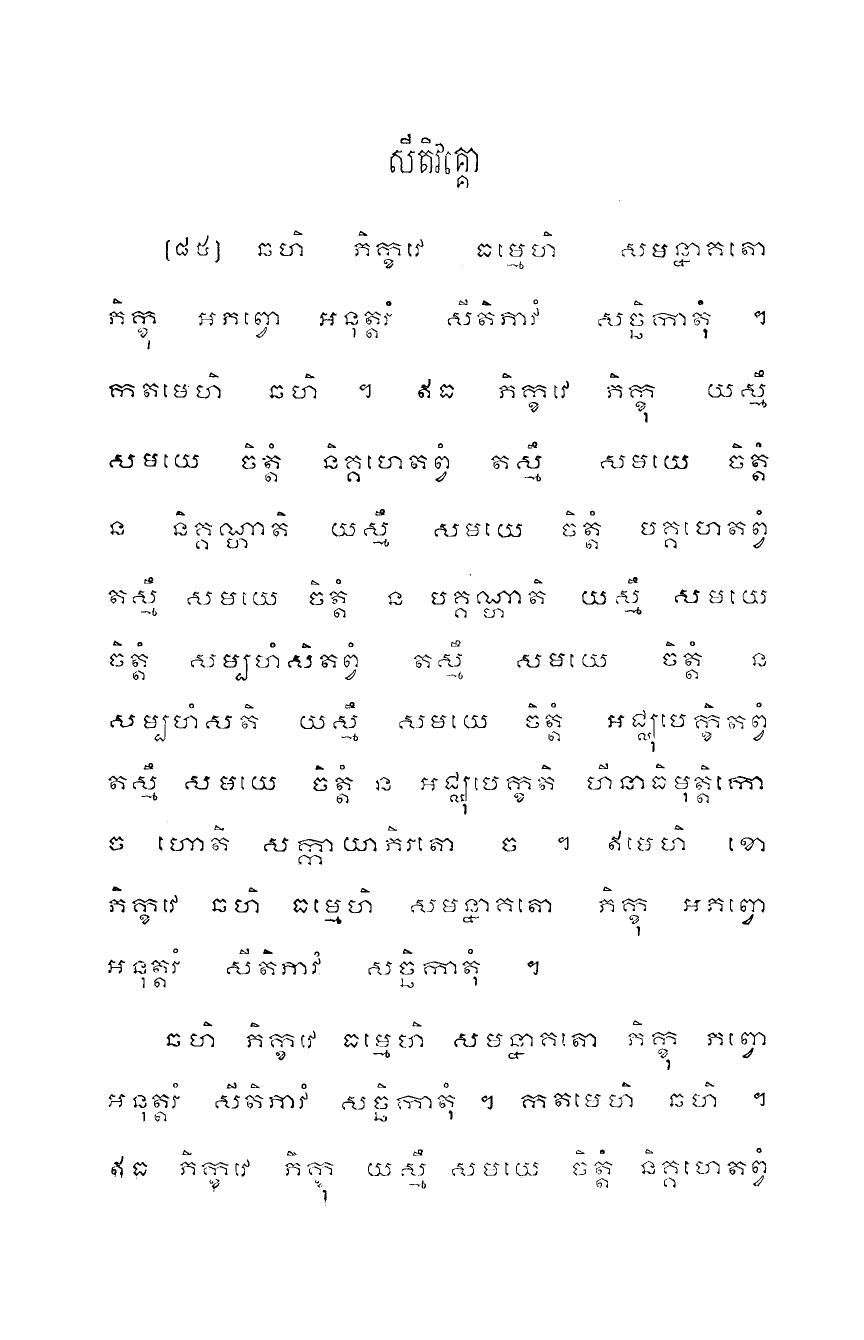 សីតិវគ្គោ
[៨៥] ឆហិ ភិក្ខវេ ធម្មេហិ សមន្នាគតោ
ភិក្ខុ អភព្វោ អនុត្តរំ សីតិភាវំ សច្ឆិកាតុំ ។
កតមេហិ ឆហិ ។ ឥធ ភិក្ខវេ ភិក្ខុ យស្មឹ
សមយេ ចិត្តំ និគ្គហេតព្វំ តស្មឹ សមយេ ចិត្តំ
ន និគ្គណ្ហាតិ យស្មឹ សមយេ ចិត្តំ បគ្គហេតព្វំ
តស្មឹ សមយេ ចិត្តំ ន បគ្គណ្ហាតិ យស្មឹ សមយេ
ចិត្តំ សម្បហំសិតព្វំ តស្មឹ សមយេ ចិត្តំ ន
សម្បហំសតិ យស្មឹ សមយេ ចិត្តំ អជ្ឈុបេក្ខិតព្វំ
តស្មឹ សមយេ ចិត្តំ ន អជ្ឈុបេក្ខតិ ហីនាធិមុត្តិកោ
ច ហោតិ សក្កាយាភិរតោ ច ។ ឥមេហិ ខោ
ភិក្ខវេ ឆហិ ធម្មេហិ សមន្នាគតោ ភិក្ខុ អភព្វោ
អនុត្តរំ សីតិភាវំ សច្ឆិកាតុំ ។
ឆហិ ភិក្ខវេ ធម្មេហិ សមន្នាគតោ ភិក្ខុ ភព្វោ
អនុត្តរំ សីតិភាវំ សច្ឆិកាតុំ ។ កតមេហិ ឆហិ ។
ឥធ ភិក្ខវេ ភិក្ខុ យស្មឹ សមយេ ចិត្តំ និគ្គហេតព្វំ